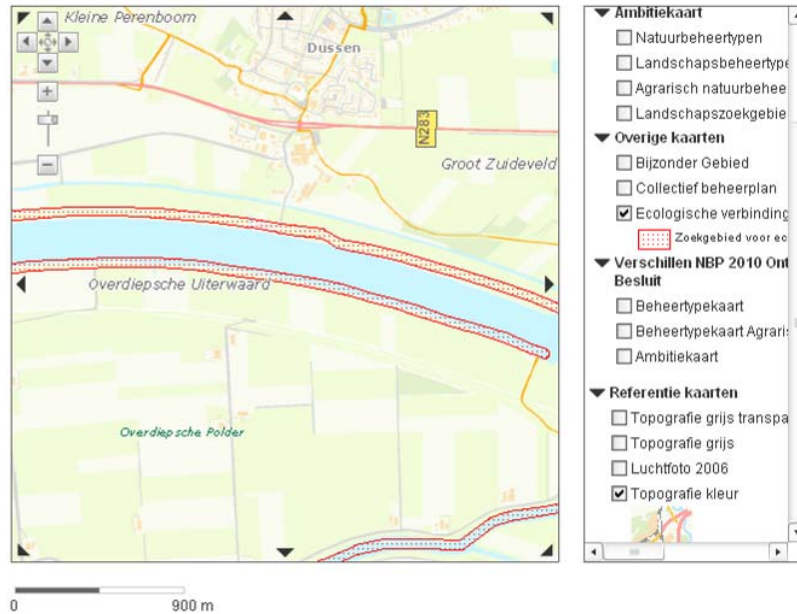 Kleine Perenboom
Dussen
N283
Groot Zuideveld
Overdiepsche Uiterwaard
Overdiepsche Polder
0 900 m
Ambitiekaart
Natuurbeheertypen
Landschapsbeheertype
Agrarisch natuurbehee
Landschapszoekgebie
Overige kaarten
Bijzonder Gebied
Collectief beheerplan
Ecologische verbinding
Zoekgebied voor ec
Verschillen NBP 2010 Ont
Besluit
Beheertypekaart
Beheertypekaart Agraris
Ambitiekaart
Referentie kaarten
Topografie grijs transpa
Topografie grijs
Luchtfoto 2006
Topografie kleur